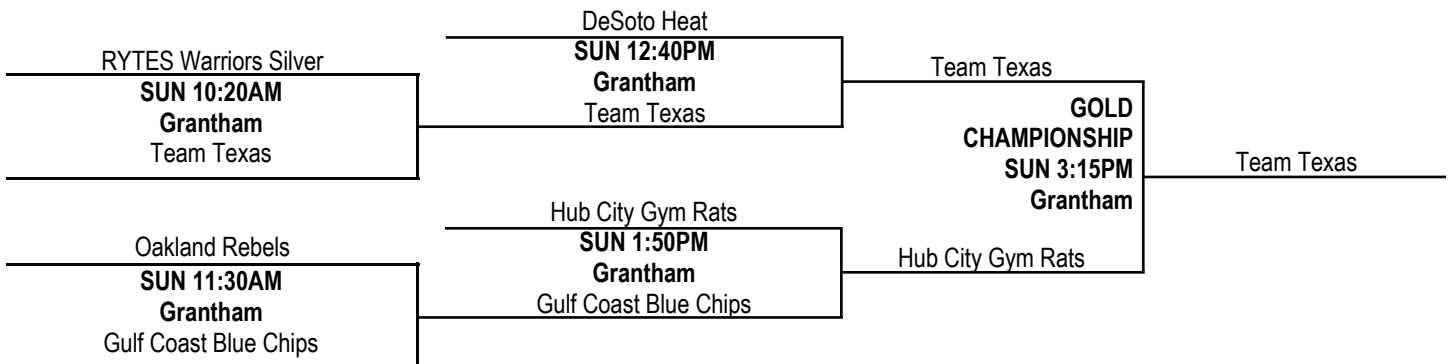 RYTES Warriors Silver
SUN 10:20AM
Grantham
Team Texas
Oakland Rebels
SUN 11:30AM
Grantham
Gulf Coast Blue Chips
DeSoto Heat
SUN 12:40PM
Grantham
Team Texas
Hub City Gym Rats
SUN 1:50PM
Grantham
Gulf Coast Blue Chips
Team Texas
GOLD
CHAMPIONSHIP
SUN 3:15PM
Grantham
Hub City Gym Rats
Team Texas